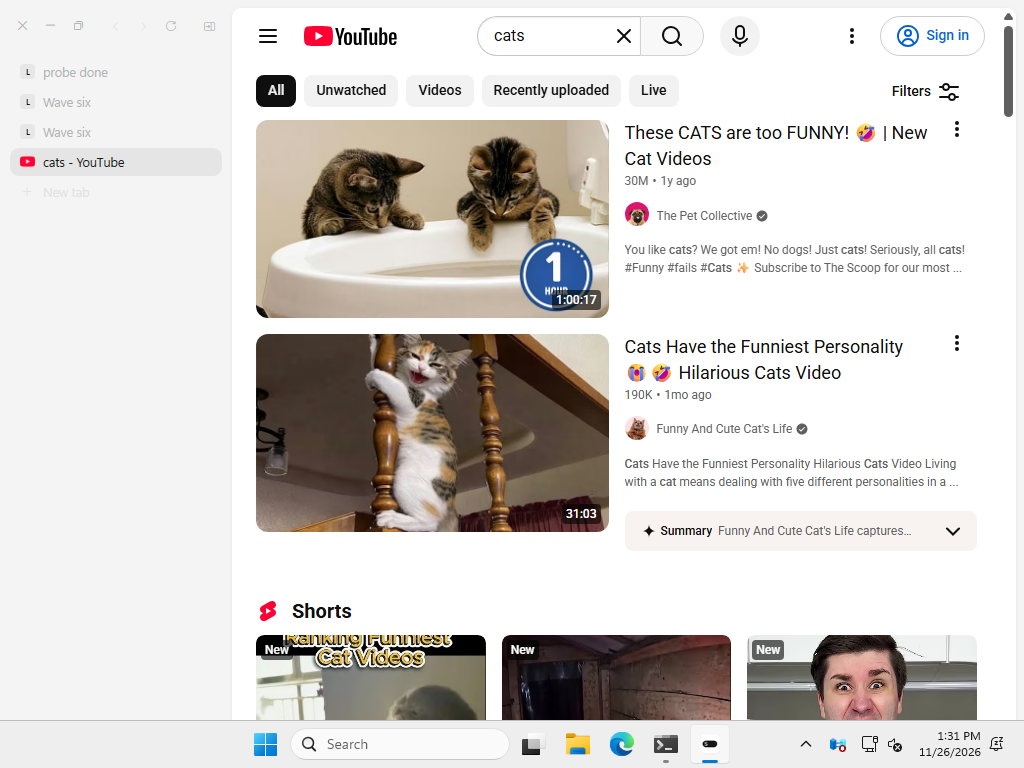 probe done
Wave six
Wave six
cats - YouTube
New tab
YouTube
cats
Sign in
All
Unwatched
Videos
Recently uploaded
Live
Filters
1
HOUR
1:00:17
These CATS are too FUNNY! 🤣 | New
Cat Videos
30M • 1y ago
The Pet Collective
You like cats? We got em! No dogs! Just cats! Seriously, all cats!
#Funny #fails #Cats ✨ Subscribe to The Scoop for our most ...
31:03
Cats Have the Funniest Personality
😭 🤣 Hilarious Cats Video
190K • 1mo ago
Funny And Cute Cat's Life
Cats Have the Funniest Personality Hilarious Cats Video Living
with a cat means dealing with five different personalities in a ...
Summary Funny And Cute Cat's Life captures...
Shorts
New
Ranking Funniest
Cat Videos
New
New
Search
1:31 PM
11/26/2026